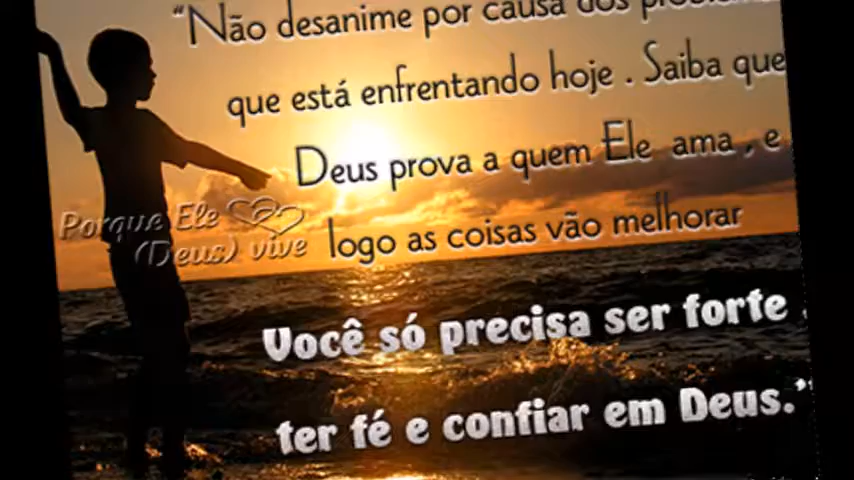 “Não desanime por causa dos problema
que está enfrentando hoje . Saiba que
Deus prova a quem Ele ama , e
logo as coisas vão melhorar
Porque Ele
(Deus) vive
Você só precisa ser forte ,
ter fé e confiar em Deus.”